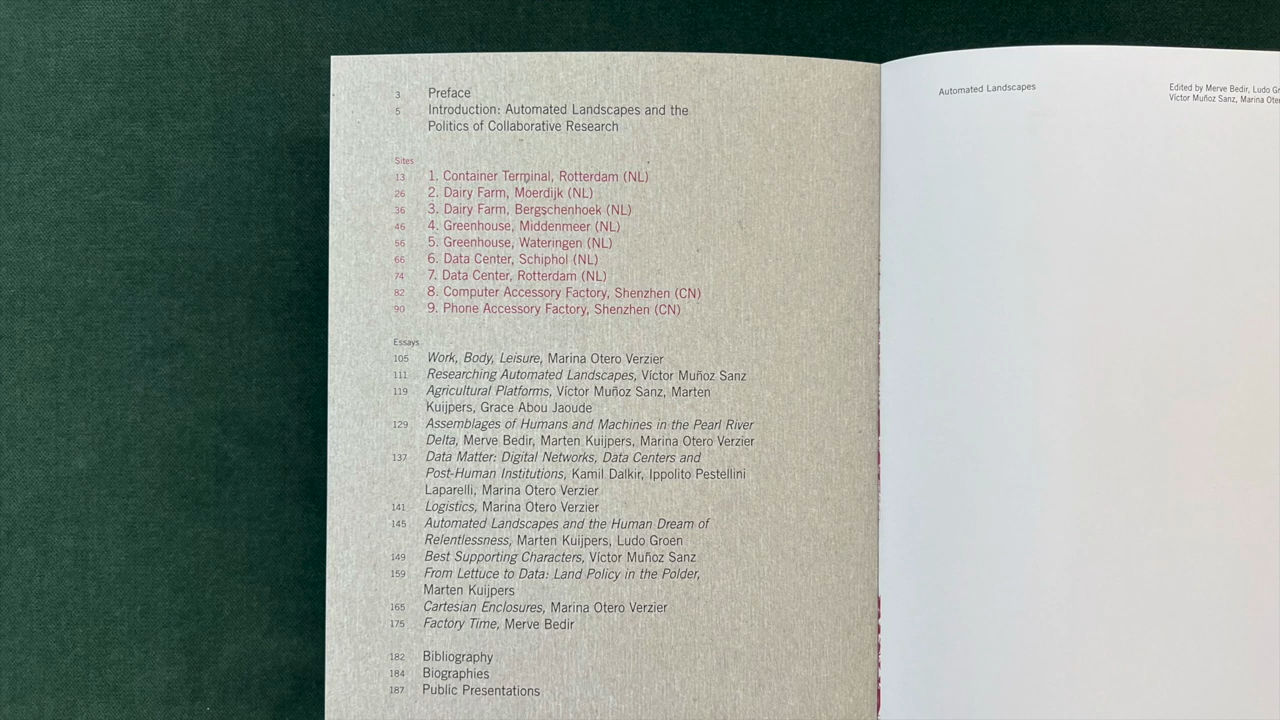 3 Preface
5 Introduction: Automated Landscapes and the
Politics of Collaborative Research
Sites
13 1. Container Terminal, Rotterdam (NL)
26 2. Dairy Farm, Moerdijk (NL)
36 3. Dairy Farm, Bergschenhoek (NL)
46 4. Greenhouse, Middenmeer (NL)
56 5. Greenhouse, Wateringen (NL)
66 6. Data Center, Schiphol (NL)
74 7. Data Center, Rotterdam (NL)
82 8. Computer Accessory Factory, Shenzhen (CN)
90 9. Phone Accessory Factory, Shenzhen (CN)
Essays
105 Work, Body, Leisure, Marina Otero Verzier
111 Researching Automated Landscapes, Víctor Muñoz Sanz
119 Agricultural Platforms, Víctor Muñoz Sanz, Marten
Kuijpers, Grace Abou Jaoude
129 Assemblages of Humans and Machines in the Pearl River
Delta, Merve Bedir, Marten Kuijpers, Marina Otero Verzier
137 Data Matter: Digital Networks, Data Centers and
Post-Human Institutions, Kamil Dalkir, Ippolito Pestellini
Laparelli, Marina Otero Verzier
141 Logistics, Marina Otero Verzier
145 Automated Landscapes and the Human Dream of
Relentlessness, Marten Kuijpers, Ludo Groen
149 Best Supporting Characters, Víctor Muñoz Sanz
159 From Lettuce to Data: Land Policy in the Polder,
Marten Kuijpers
165 Cartesian Enclosures, Marina Otero Verzier
175 Factory Time, Merve Bedir
182 Bibliography
184 Biographies
187 Public Presentations
Automated Landscapes
Edited by Merve Bedir, Ludo Gr
Víctor Muñoz Sanz, Marina Ote